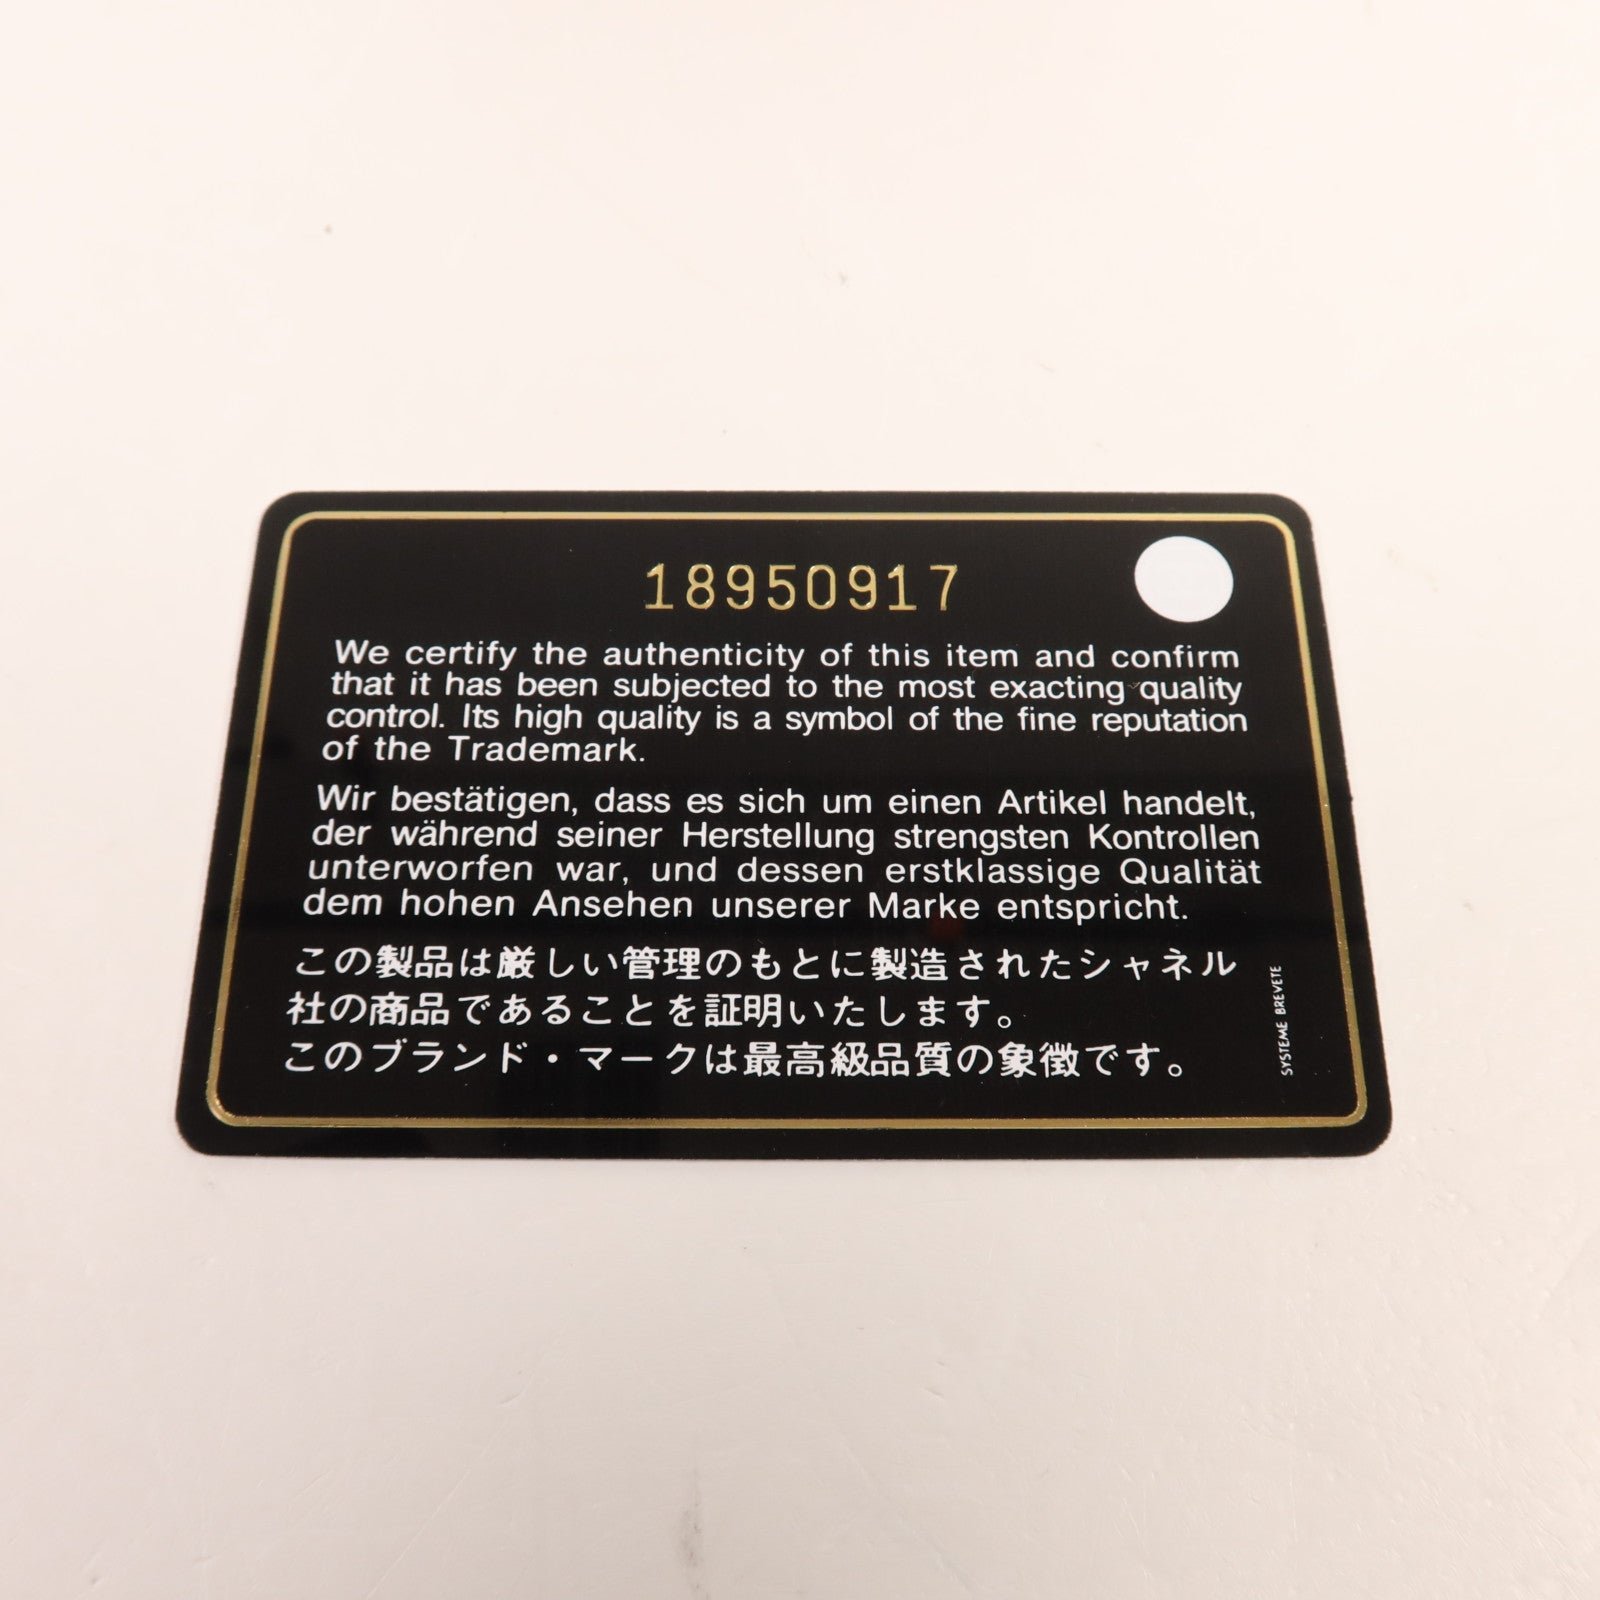 18950917
We certify the authenticity of this item and confirm
that it has been subjected to the most exacting quality
control. Its high quality is a symbol of the fine reputation
of the Trademark.
Wir bestätigen, dass es sich um einen Artikel handelt,
der während seiner Herstellung strengsten Kontrollen
unterworfen war, und dessen erstklassige Qualität
dem hohen Ansehen unserer Marke entspricht.
この製品は厳しい管理のもとに製造されたシャネル
社の商品であることを証明いたします。
このブランド・マークは最高級品質の象徴です。
SYSTEME BREVETE